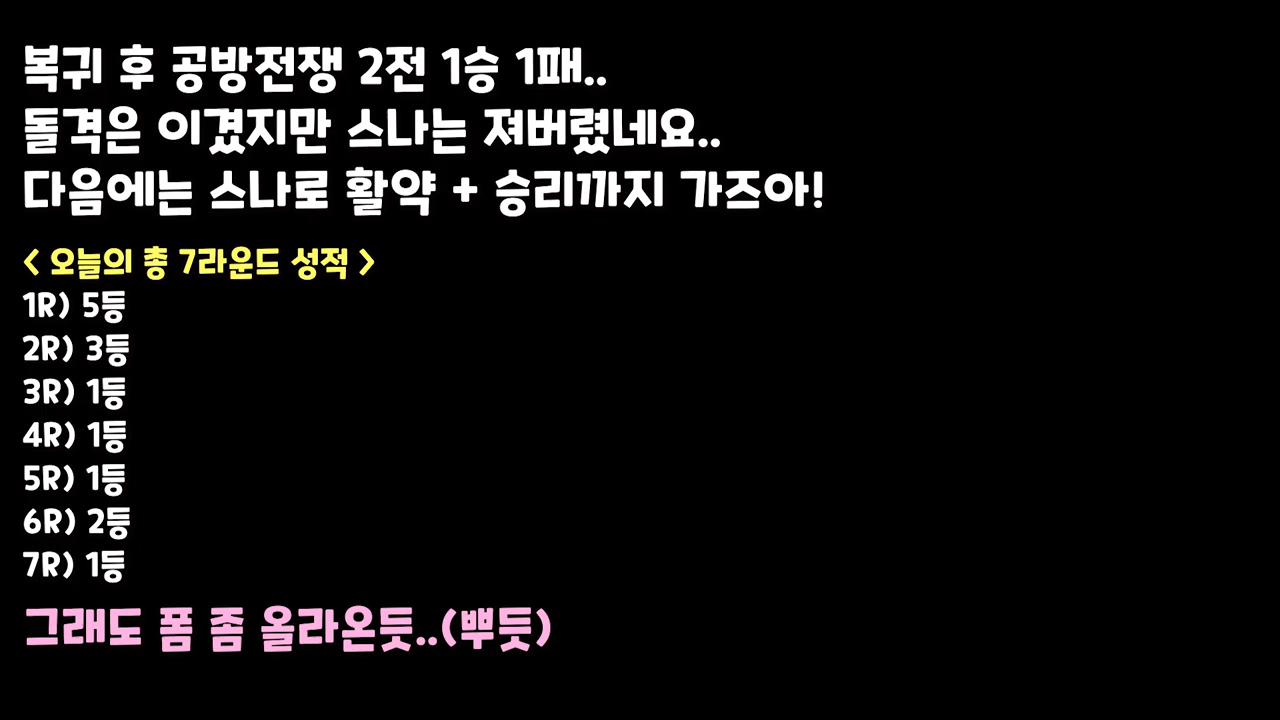 복귀 후 공방전쟁 2전 1승 1패..
돌격은 이겼지만 스나는 져버렸네요..
다음에는 스나로 활약 + 승리까지 가즈아!
< 오늘의 총 7라운드 성적 >
1R) 5등
2R) 3등
3R) 1등
4R) 1등
5R) 1등
6R) 2등
7R) 1등
그래도 폼 좀 올라온듯..(뿌듯)